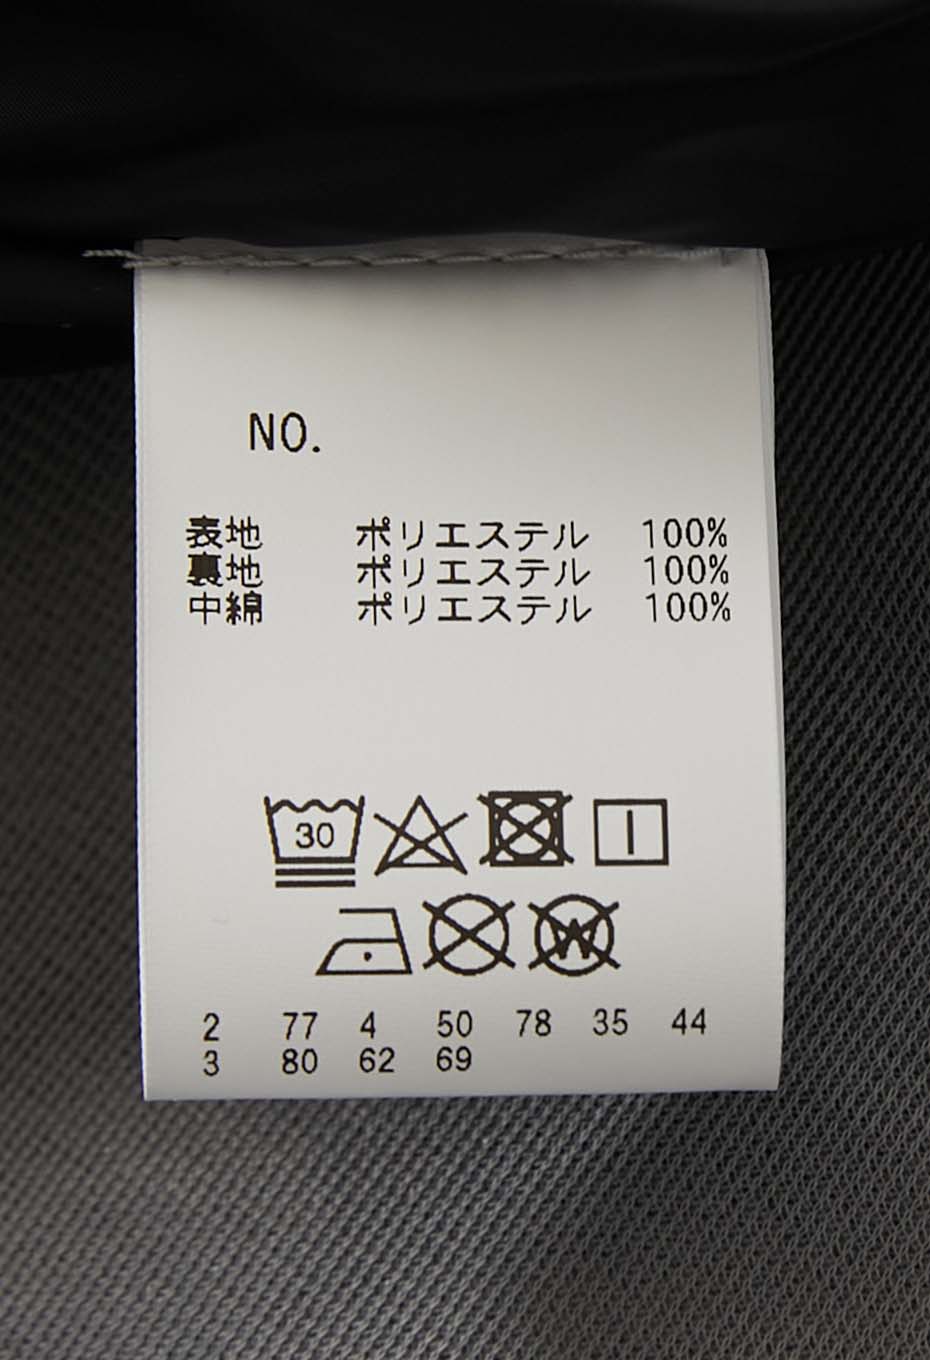 NO.
表地 ポリエステル 100%
裏地 ポリエステル 100%
中綿 ポリエステル 100%
30
W
2 77 4 50 78 35 44
3 80 62 69